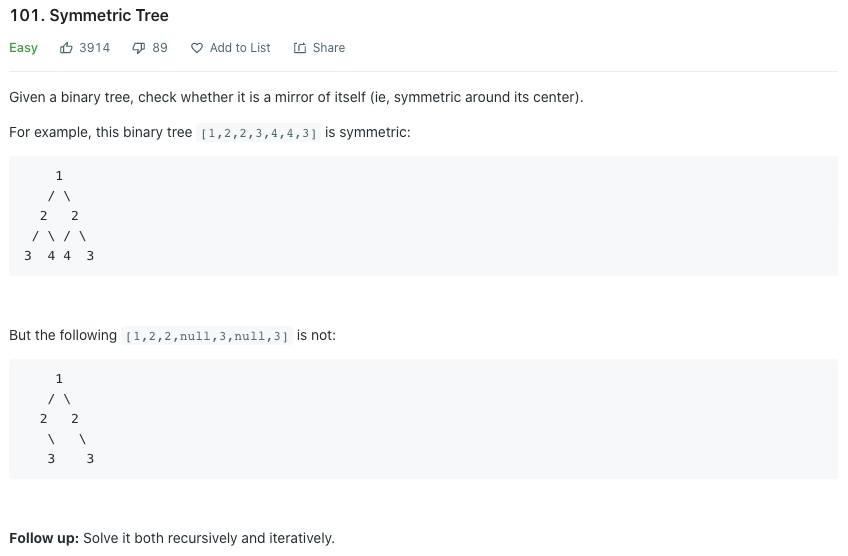 101. Symmetric Tree
Easy 3914 89 Add to List Share
Given a binary tree, check whether it is a mirror of itself (ie, symmetric around its center).
For example, this binary tree [1,2,2,3,4,4,3] is symmetric:
    1
   / \
  2   2
 / \ / \
3  4 4  3
But the following [1,2,2,null,3,null,3] is not:
    1
   / \
  2   2
   \   \
   3    3
Follow up: Solve it both recursively and iteratively.